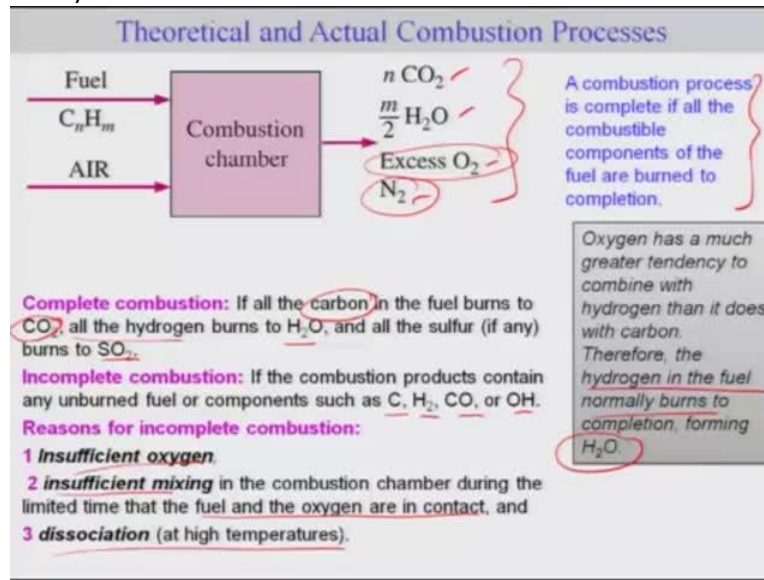 Theoretical and Actual Combustion Processes
Fuel
CₙHₘ
AIR
Combustion
chamber
n CO₂
m/2 H₂O
Excess O₂
N₂
A combustion process
is complete if all the
combustible
components of the
fuel are burned to
completion.
Oxygen has a much
greater tendency to
combine with
hydrogen than it does
with carbon.
Therefore, the
hydrogen in the fuel
normally burns to
completion, forming
H₂O.
Complete combustion: If all the carbon in the fuel burns to
CO₂, all the hydrogen burns to H₂O, and all the sulfur (if any)
burns to SO₂.
Incomplete combustion: If the combustion products contain
any unburned fuel or components such as C, H₂, CO, or OH.
Reasons for incomplete combustion:
1 Insufficient oxygen,
2 insufficient mixing in the combustion chamber during the
limited time that the fuel and the oxygen are in contact, and
3 dissociation (at high temperatures).